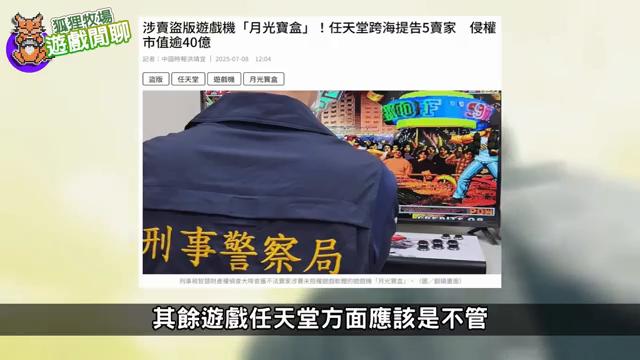 狐狸牧場
遊戲閒聊
涉賣盜版遊戲機「月光寶盒」！任天堂跨海提告5賣家 侵權
市值逾40億
記者：中國時報洪靖宜 | 2025-07-08 12:04
盜版 任天堂 遊戲機 月光寶盒
刑事警察局
其餘遊戲任天堂方面應該是不管